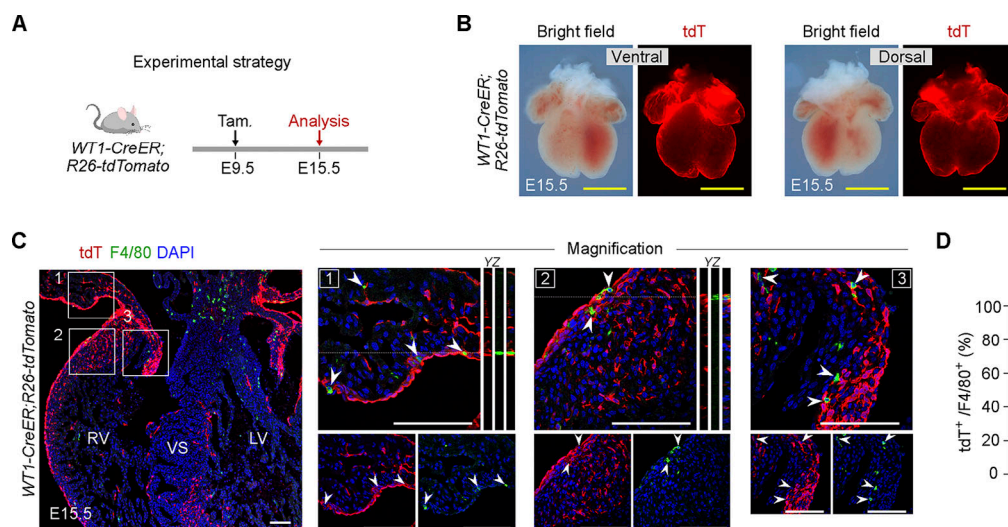 A
Experimental strategy
WT1-CreER;
R26-tdTomato
Tam.
Analysis
E9.5
E15.5
B
WT1-CreER;
R26-tdTomato
Bright field
tdT
Ventral
E15.5
Bright field
tdT
Dorsal
E15.5
C
tdT F4/80 DAPI
WT1-CreER;R26-tdTomato
1
2
3
RV
VS
LV
E15.5
Magnification
YZ
YZ
1
2
3
D
tdT+/F4/80+ (%)
100
80
60
40
20
0